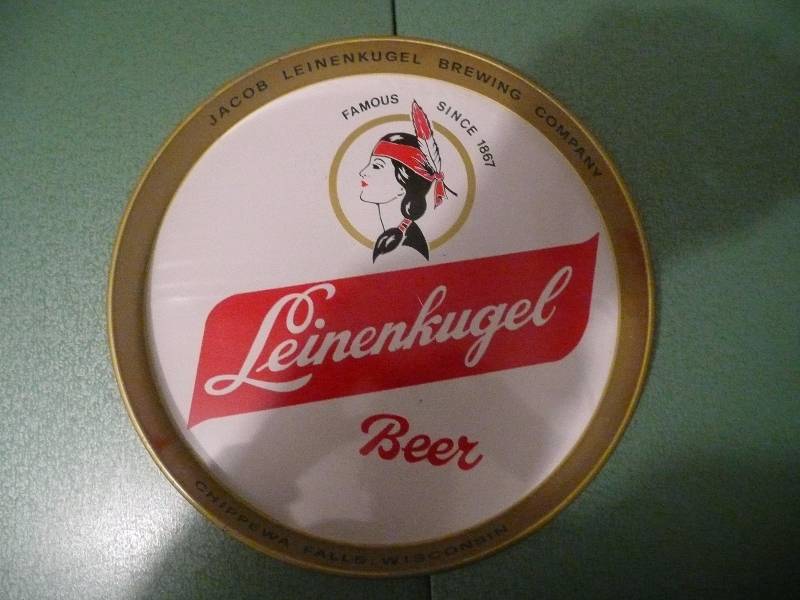 JACOB LEINENKUGEL BREWING COMPANY
FAMOUS SINCE 1867
Leinenkugel
Beer
CHIPPEWA FALLS, WISCONSIN